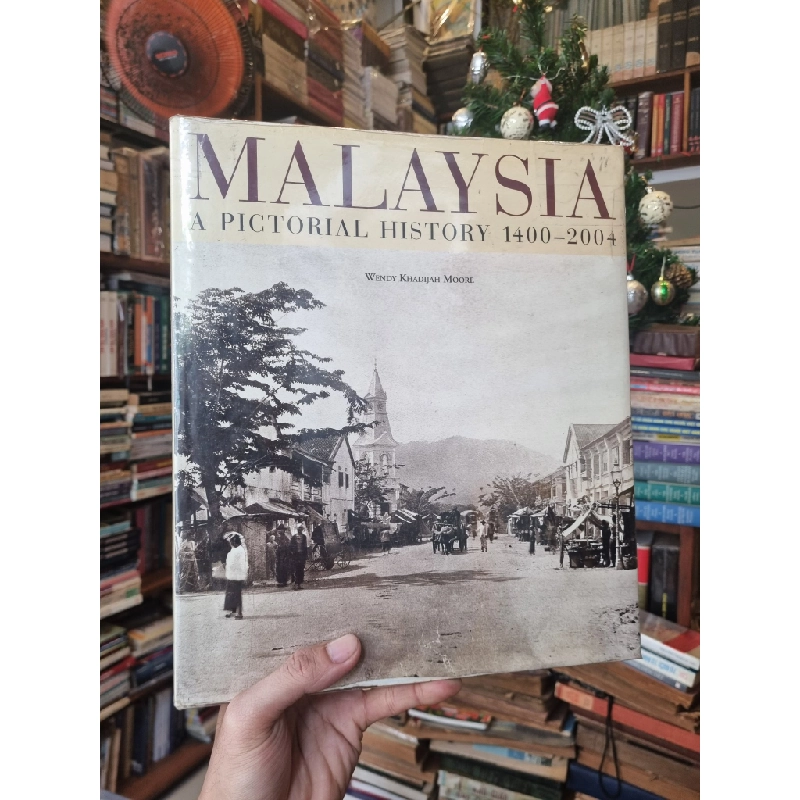 MALAYSIA
A PICTORIAL HISTORY 1400–2004
WENDY KHADIJAH MOORE